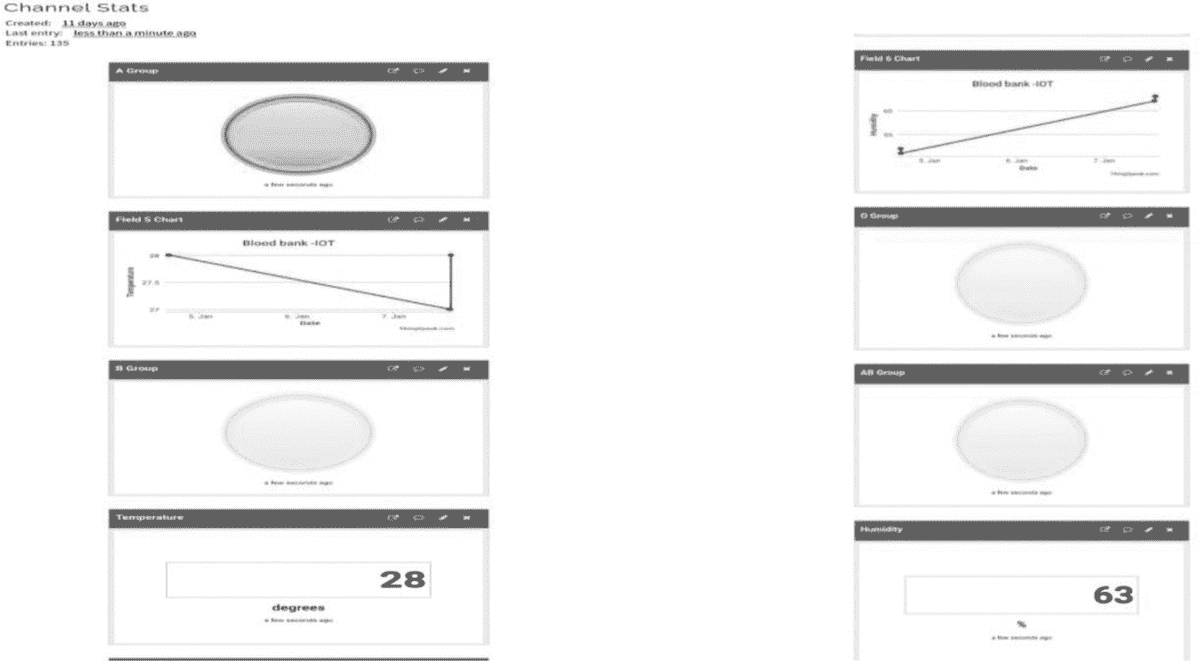 Channel Stats
Created: 11 days ago
Last entry: less than a minute ago
Entries: 135
A Group
a few seconds ago
Field 5 Chart
Blood bank -IOT
Temperature
28
27.5
27
5. Jan
6. Jan
7. Jan
Date
ThingSpeak.com
B Group
a few seconds ago
Temperature
28
degrees
a few seconds ago
Field 6 Chart
Blood bank -IOT
Humidity
60
55
5. Jan
6. Jan
7. Jan
Date
ThingSpeak.com
O Group
a few seconds ago
AB Group
a few seconds ago
Humidity
63
%
a few seconds ago